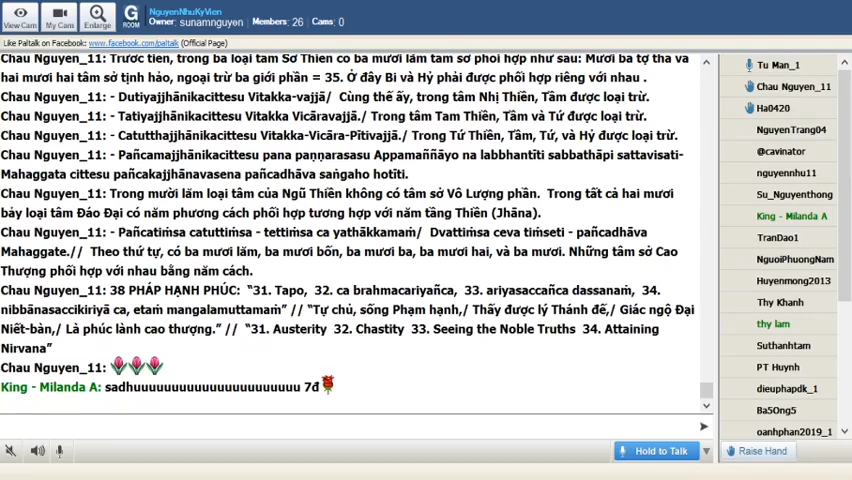 View Cam
My Cams
Enlarge
G
ROOM
NguyenNhuKyVien
Owner: sunamnguyen Members: 26 Cams: 0
Like Paltalk on Facebook: www.facebook.com/paltalk (Official Page)
Chau Nguyen_11: - Trước tiên, trong ba loại tâm Sơ Thiền có ba mươi lăm tâm sở phối hợp như sau: Mười ba tợ tha và
hai mươi hai tâm sở tịnh hảo, ngoại trừ ba giới phần = 35. Ở đây Bi và Hỷ phải được phối hợp riêng với nhau .
Chau Nguyen_11: - Dutiyajjhānikacittesu Vitakka-vajjā/ Cùng thế ấy, trong tâm Nhị Thiền, Tầm được loại trừ.
Chau Nguyen_11: - Tatiyajjhānikacittesu Vitakka Vicāravajjā./ Trong tâm Tam Thiền, Tầm và Tứ được loại trừ.
Chau Nguyen_11: - Catutthajjhānikacittesu Vitakka-Vicāra-Pītivajjā./ Trong Tứ Thiền, Tầm, Tứ, và Hỷ được loại trừ.
Chau Nguyen_11: - Pañcamajjhānikacittesu pana paṇṇarasasu Appamaññāyo na labbhantīti sabbathāpi sattavisati-
Mahaggata cittesu pañcakajjhānavasena pañcadhāva saṅgaho hotīti.
Chau Nguyen_11: Trong mười lăm loại tâm của Ngũ Thiền không có tâm sở Vô Lượng phần. Trong tất cả hai mươi
bảy loại tâm Đáo Đại có năm phương cách phối hợp tương hợp với năm tầng Thiền (Jhāna).
Chau Nguyen_11: - Pañcatiṁsa catuttiṁsa - tettiṁsa ca yathākkamaṁ/ Dvattiṁsa ceva tiṁseti - pañcadhāva
Mahaggate.// Theo thứ tự, có ba mươi lăm, ba mươi bốn, ba mươi ba, ba mươi hai, và ba mươi. Những tâm sở Cao
Thượng phối hợp với nhau bằng năm cách.
Chau Nguyen_11: 38 PHÁP HẠNH PHÚC: “31. Tapo, 32. ca brahmacariyañca, 33. ariyasaccañca dassanaṁ, 34.
nibbānasaccikiriyā ca, etaṁ mangalamuttamaṁ” // “Tự chủ, sống Phạm hạnh,/ Thấy được lý Thánh đế,/ Giác ngộ Đại
Niết-bàn,/ Là phúc lành cao thượng.” // “31. Austerity 32. Chastity 33. Seeing the Noble Truths 34. Attaining
Nirvana”
Chau Nguyen_11:
King - Milanda A: sadhuuuuuuuuuuuuuuuuuuuuuu 7đ
Hold to Talk
Tu Man_1
Chau Nguyen_11
Ha0420
NguyenTrang04
@cavinator
nguyennhu11
Su_Nguyenthong
King - Milanda A
TranDao1
NguoiPhuongNam
Huyenmong2013
Thy Khanh
thy lam
Suthanhtam
PT Huynh
dieuphapdk_1
Ba5Ong5
oanhphan2019_1
Raise Hand